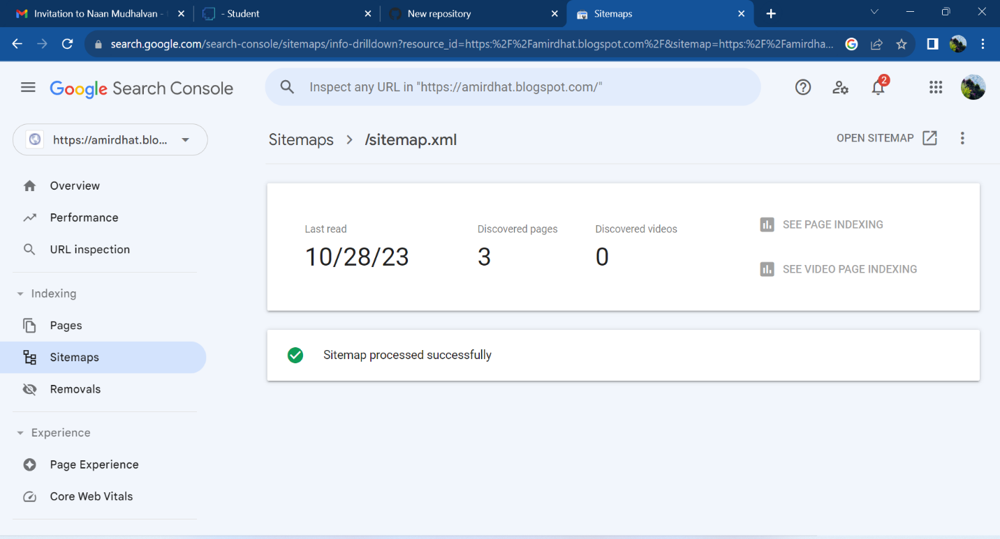 Invitation to Naan Mudhalvan -
- Student
New repository
Sitemaps
search.google.com/search-console/sitemaps/info-drilldown?resource_id=https:%2F%2Famirdhat.blogspot.com%2F&sitemap=https:%2F%2Famirdha...
Google Search Console
Inspect any URL in "https://amirdhat.blogspot.com/"
2
https://amirdhat.blo...
Sitemaps > /sitemap.xml
OPEN SITEMAP
Overview
Performance
URL inspection
Indexing
Pages
Sitemaps
Removals
Experience
Page Experience
Core Web Vitals
Last read
10/28/23
Discovered pages
3
Discovered videos
0
SEE PAGE INDEXING
SEE VIDEO PAGE INDEXING
Sitemap processed successfully